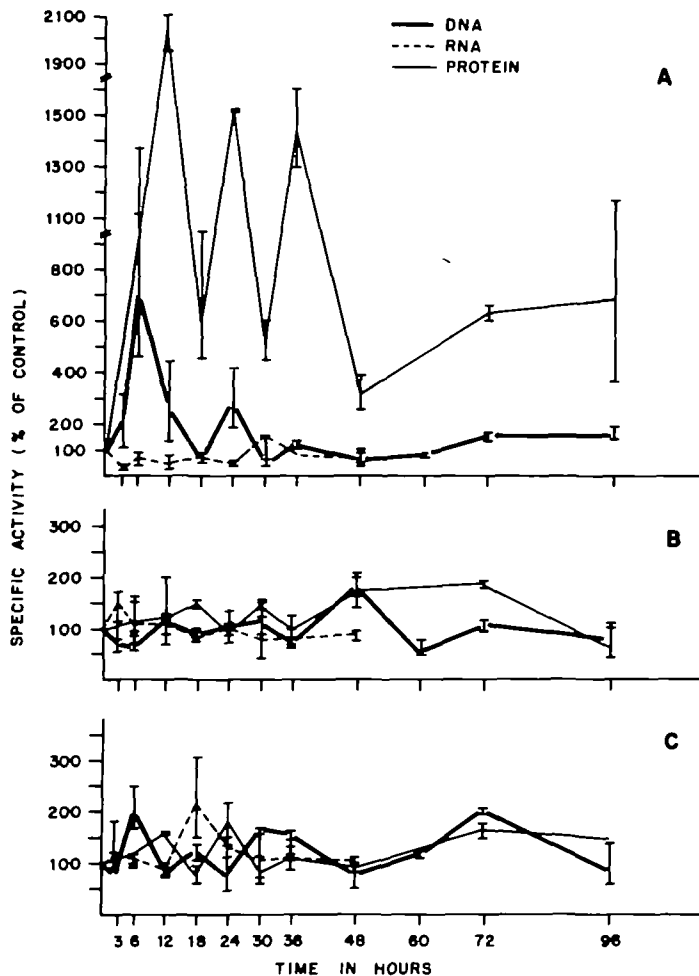 2100
1900
1500
1300
1100
800
600
400
200
100
DNA
RNA
PROTEIN
A
SPECIFIC ACTIVITY (% OF CONTROL)
300
200
100
B
300
200
100
C
3 6 12 18 24 30 36 48 60 72 96
TIME IN HOURS